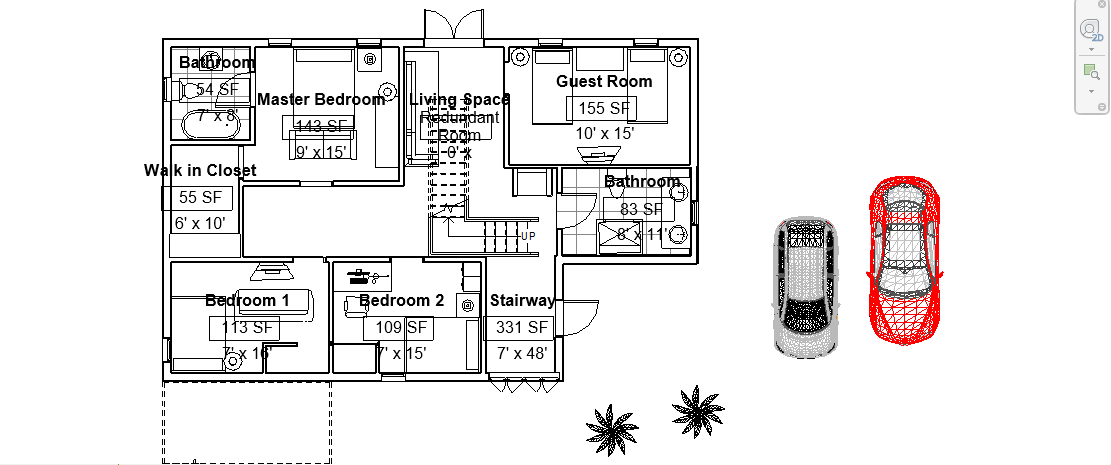 Bathroom
54 SF
7' x 8'
Master Bedroom
143 SF
9' x 15'
Living Space
Redundant
Room
0' x
Guest Room
155 SF
10' x 15'
Walk in Closet
55 SF
6' x 10'
Bathroom
83 SF
8' x 11'
UP
Bedroom 1
113 SF
7' x 16'
Bedroom 2
109 SF
7' x 15'
Stairway
331 SF
7' x 48'
2D